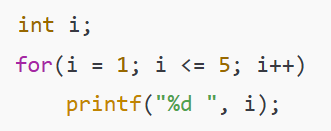 int i;
for(i = 1; i <= 5; i++)
    printf("%d ", i);